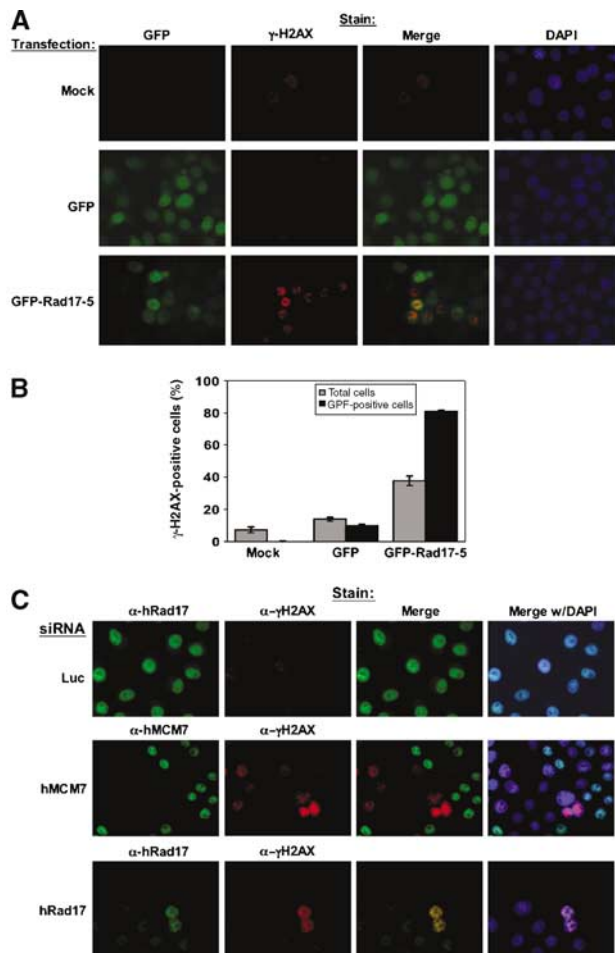 A
Stain:
Transfection: GFP γ-H2AX Merge DAPI
Mock
GFP
GFP-Rad17-5
B
γ-H2AX-positive cells (%)
100
80
60
40
20
0
Total cells
GPF-positive cells
Mock GFP GFP-Rad17-5
C
Stain:
α-hRad17 α-γH2AX Merge Merge w/DAPI
siRNA
Luc
α-hMCM7 α-γH2AX
hMCM7
α-hRad17 α-γH2AX
hRad17